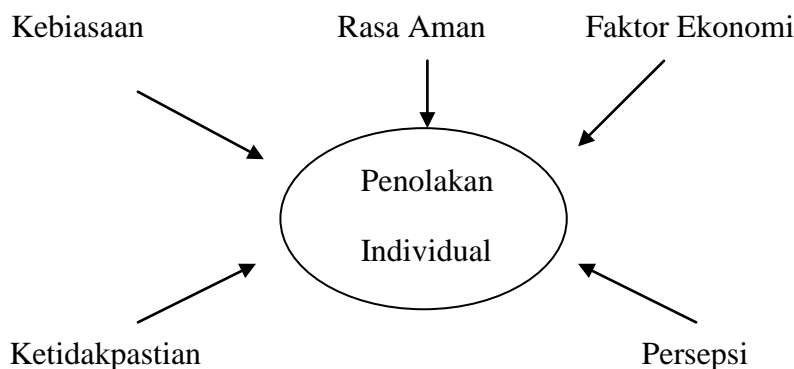 Kebiasaan
Rasa Aman
Faktor Ekonomi
Penolakan
Individual
Ketidakpastian
Persepsi